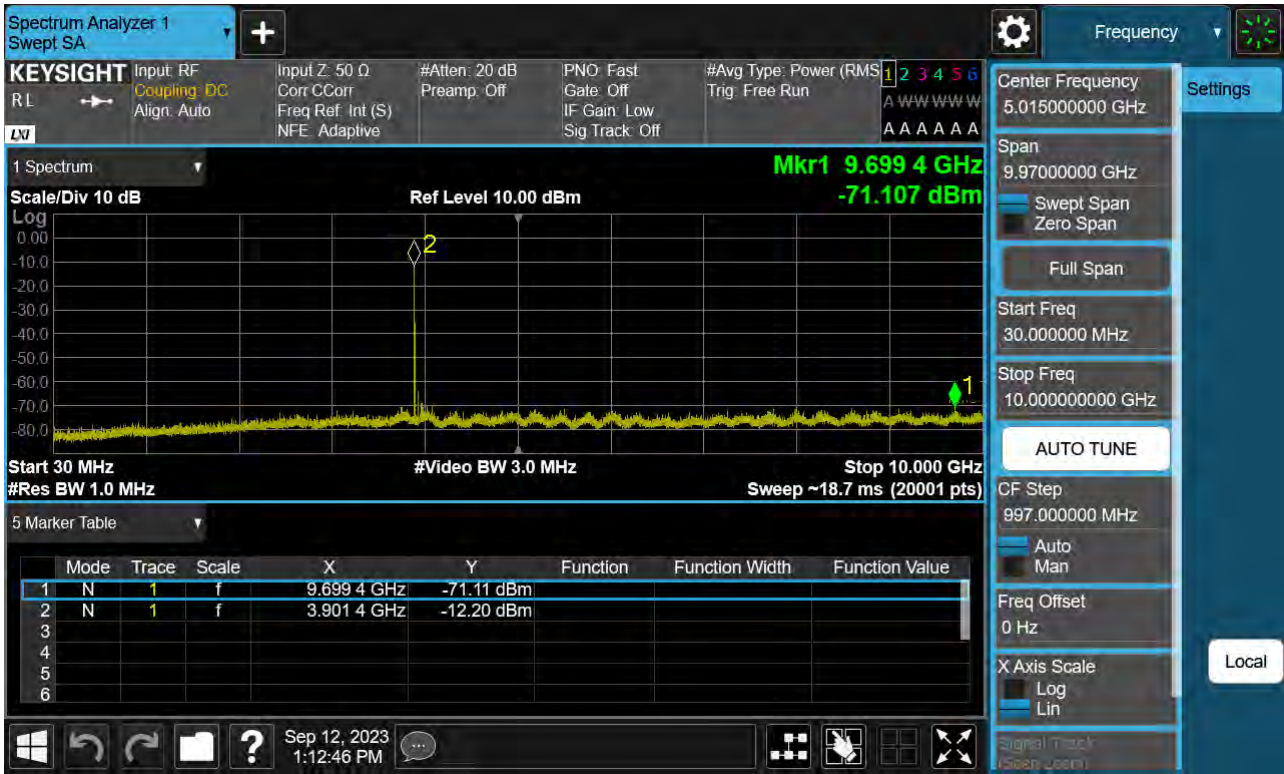 Spectrum Analyzer 1
Swept SA
+
Frequency
KEYSIGHT
RL
LXI
Input: RF
Coupling: DC
Align: Auto
Input Z: 50 Ω
Corr CCorr
Freq Ref: Int (S)
NFE: Adaptive
#Atten: 20 dB
Preamp: Off
PNO: Fast
Gate: Off
IF Gain: Low
Sig Track: Off
#Avg Type: Power (RMS
Trig: Free Run
1 2 3 4 5 6
A W W W W W
A A A A A A
1 Spectrum
Mkr1 9.699 4 GHz
-71.107 dBm
Scale/Div 10 dB
Ref Level 10.00 dBm
Log
0.00
-10.0
-20.0
-30.0
-40.0
-50.0
-60.0
-70.0
-80.0
2
1
Start 30 MHz
#Video BW 3.0 MHz
Stop 10.000 GHz
#Res BW 1.0 MHz
Sweep ~18.7 ms (20001 pts)
5 Marker Table
Mode Trace Scale X Y Function Function Width Function Value
1 N 1 f 9.699 4 GHz -71.11 dBm
2 N 1 f 3.901 4 GHz -12.20 dBm
3
4
5
6
Center Frequency
5.015000000 GHz
Span
9.97000000 GHz
Swept Span
Zero Span
Full Span
Start Freq
30.000000 MHz
Stop Freq
10.000000000 GHz
AUTO TUNE
CF Step
997.000000 MHz
Auto
Man
Freq Offset
0 Hz
X Axis Scale
Log
Lin
Signal Track
(Span Zoom)
Settings
Local
?
Sep 12, 2023
1:12:46 PM